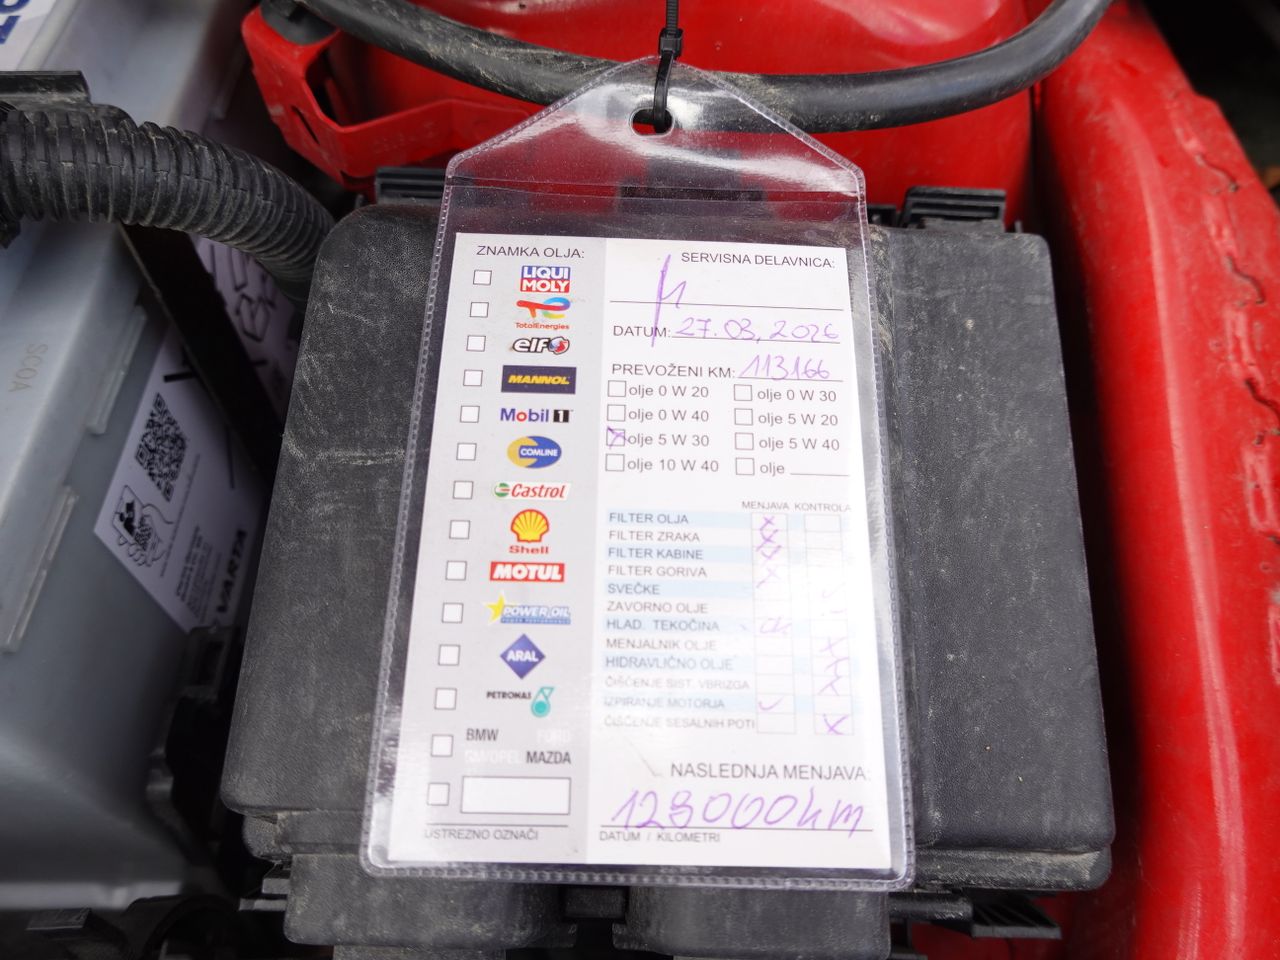 ZNAMKA OLJA:
LIQUI MOLY
TotalEnergies
elf
MANNOL
Mobil 1
COMLINE
Castrol
Shell
MOTUL
POWER OIL
ARAL
PETRONAS
BMW FORD
GM/OPEL MAZDA
USTREZNO OZNAČI
SERVISNA DELAVNICA:
DATUM: 27.03.2026
PREVOŽENI KM: 113166
olje 0 W 20 olje 0 W 30
olje 0 W 40 olje 5 W 20
olje 5 W 30 olje 5 W 40
olje 10 W 40 olje
MENJAVA KONTROLA
FILTER OLJA
FILTER ZRAKA
FILTER KABINE
FILTER GORIVA
SVEČKE
ZAVORNO OLJE
HLAD. TEKOČINA
MENJALNIK OLJE
HIDRAVLIČNO OLJE
ČIŠČENJE SIST. VBRIZGA
IZPIRANJE MOTORJA
ČIŠČENJE SESALNIH POTI
NASLEDNJA MENJAVA:
128000km
DATUM / KILOMETRI
VARTA
SCOA